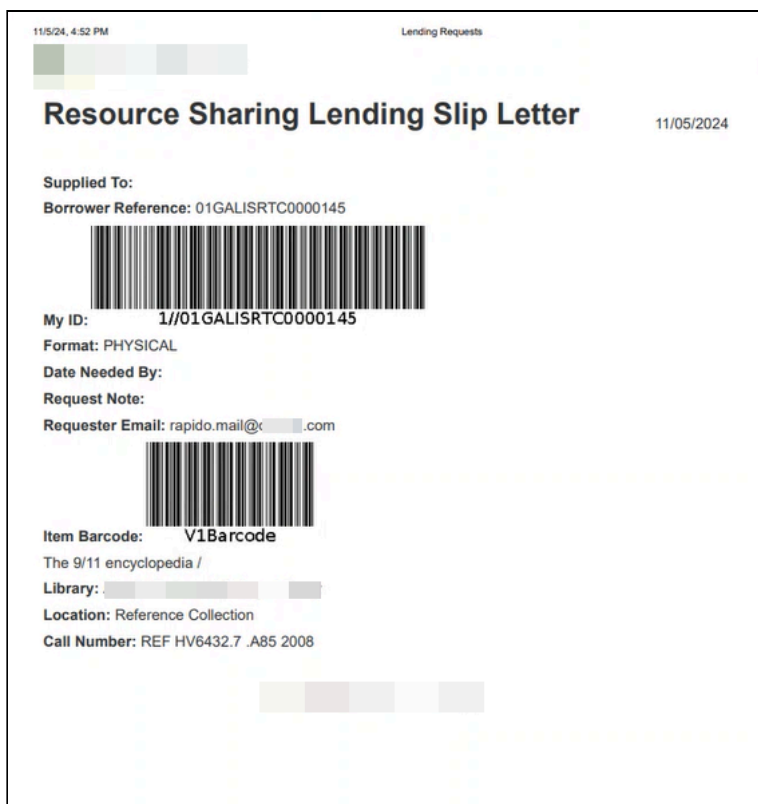 11/5/24, 4:52 PM Lending Requests
Resource Sharing Lending Slip Letter 11/05/2024
Supplied To:
Borrower Reference: 01GALISRTC0000145
My ID: 1//01GALISRTC0000145
Format: PHYSICAL
Date Needed By:
Request Note:
Requester Email: rapido.mail@ .com
Item Barcode: V1Barcode
The 9/11 encyclopedia /
Library:
Location: Reference Collection
Call Number: REF HV6432.7 .A85 2008